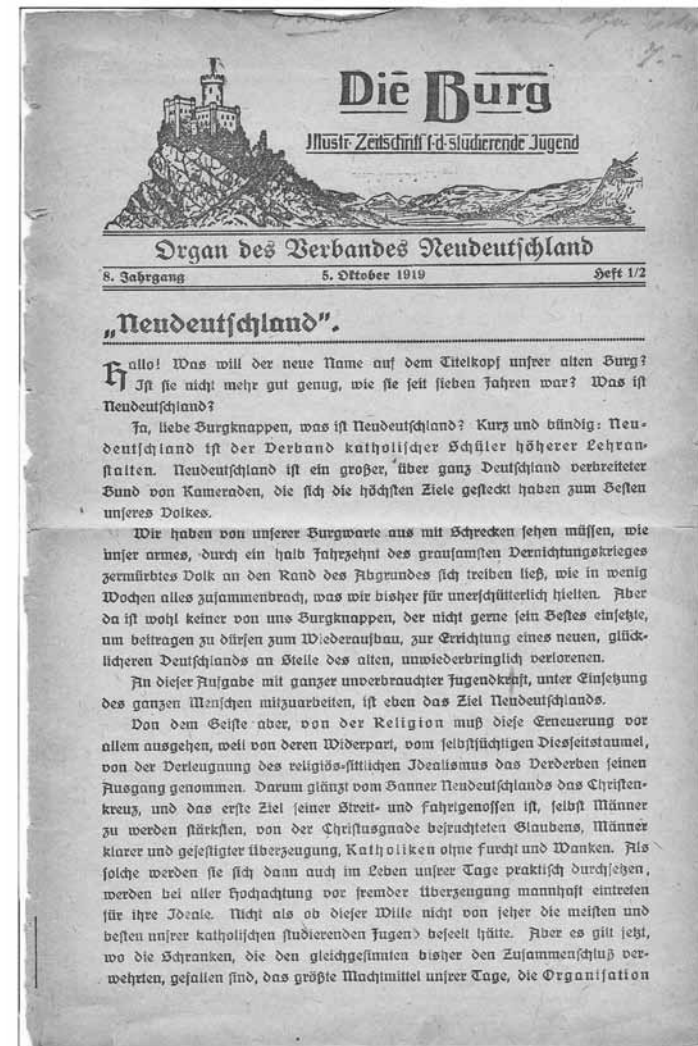 Die Burg
Illustr. Zeitschrift f. d. studierende Jugend
Organ des Verbandes Neudeutschland
8. Jahrgang 5. Oktober 1919 Heft 1/2
„Neudeutschland".
Hallo! Was will der neue Name auf dem Titelkopf unsrer alten Burg?
Ist sie nicht mehr gut genug, wie sie seit sieben Jahren war? Was ist
Neudeutschland?
Ja, liebe Burgknappen, was ist Neudeutschland? Kurz und bündig: Neu-
deutschland ist der Verband katholischer Schüler höherer Lehran-
stalten. Neudeutschland ist ein großer, über ganz Deutschland verbreiteter
Bund von Kameraden, die sich die höchsten Ziele gesteckt haben zum Besten
unseres Volkes.
Wir haben von unserer Burgwarte aus mit Schrecken sehen müssen, wie
unser armes, durch ein halb Jahrzehnt des grausamsten Vernichtungskrieges
zermürbtes Volk an den Rand des Abgrundes sich treiben ließ, wie in wenig
Wochen alles zusammenbrach, was wir bisher für unerschütterlich hielten. Aber
da ist wohl keiner von uns Burgknappen, der nicht gerne sein Bestes einsetzte,
um beitragen zu dürfen zum Wiederaufbau, zur Errichtung eines neuen, glück-
licheren Deutschlands an Stelle des alten, unwiederbringlich verlorenen.
An dieser Aufgabe mit ganzer unverbrauchter Jugendkraft, unter Einsetzung
des ganzen Menschen mitzuarbeiten, ist eben das Ziel Neudeutschlands.
Von dem Geiste aber, von der Religion muß diese Erneuerung vor
allem ausgehen, weil von deren Widerpart, vom selbstsüchtigen Diesseitstaumel,
von der Verleugnung des religiös-sittlichen Idealismus das Verderben seinen
Ausgang genommen. Darum glänzt vom Banner Neudeutschlands das Christen-
kreuz, und das erste Ziel seiner Streit- und Fahrtgenossen ist, selbst Männer
zu werden stärksten, von der Christusgnade befruchteten Glaubens, Männer
klarer und gefestigter Überzeugung, Katholiken ohne Furcht und Wanken. Als
solche werden sie sich dann auch im Leben unsrer Tage praktisch durchsetzen,
werden bei aller Hochachtung vor fremder Überzeugung mannhaft eintreten
für ihre Ideale. Nicht als ob dieser Wille nicht von jeher die meisten und
besten unsrer katholischen studierenden Jugend beseelt hätte. Aber es gilt jetzt,
wo die Schranken, die den gleichgesinnten bisher den Zusammenschluß ver-
wehrten, gefallen sind, das größte Machtmittel unsrer Tage, die Organisation